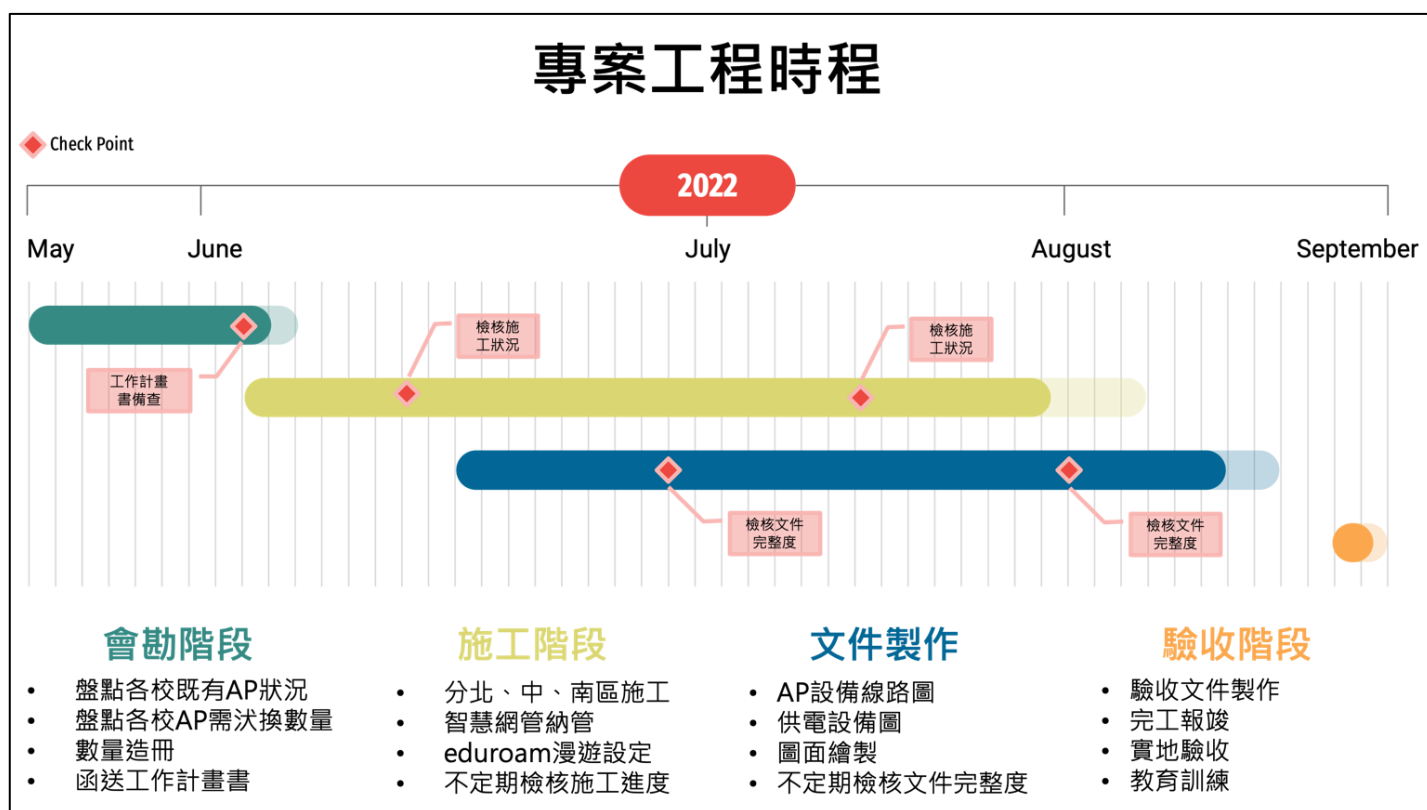 專案工程時程
Check Point
2022
May
June
July
August
September
檢核施
工狀況
檢核施
工狀況
工作計畫
書備查
檢核文件
完整度
檢核文件
完整度
會勘階段
• 盤點各校既有AP狀況
• 盤點各校AP需汰換數量
• 數量造冊
• 函送工作計畫書
施工階段
• 分北、中、南區施工
• 智慧網管納管
• eduroam漫遊設定
• 不定期檢核施工進度
文件製作
• AP設備線路圖
• 供電設備圖
• 圖面繪製
• 不定期檢核文件完整度
驗收階段
• 驗收文件製作
• 完工報竣
• 實地驗收
• 教育訓練